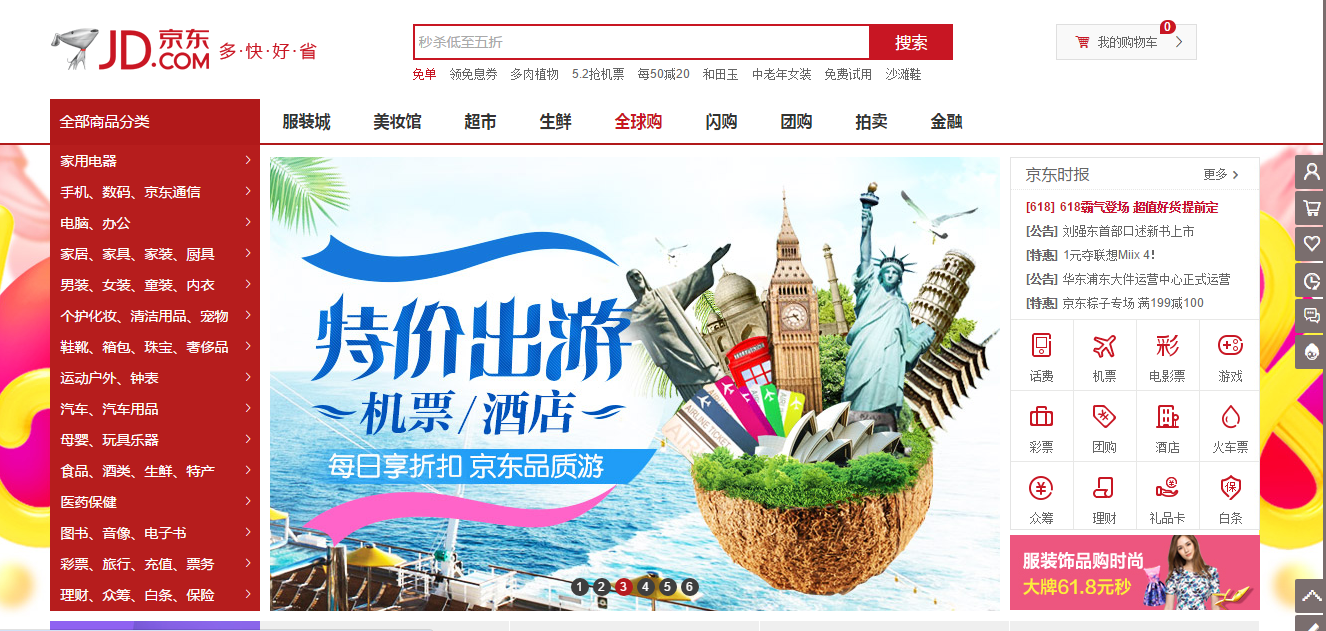 JD.COM 京东
多·快·好·省
秒杀低至五折
搜索
0
我的购物车
免单 领免息券 多肉植物 5.2抢机票 每50减20 和田玉 中老年女装 免费试用 沙滩鞋
全部商品分类
服装城 美妆馆 超市 生鲜 全球购 闪购 团购 拍卖 金融
家用电器
手机、数码、京东通信
电脑、办公
家居、家具、家装、厨具
男装、女装、童装、内衣
个护化妆、清洁用品、宠物
鞋靴、箱包、珠宝、奢侈品
运动户外、钟表
汽车、汽车用品
母婴、玩具乐器
食品、酒类、生鲜、特产
医药保健
图书、音像、电子书
彩票、旅行、充值、票务
理财、众筹、白条、保险
特价出游
机票/酒店
每日享折扣 京东品质游
TELEPHONE
AIRLINE TICKET
1 2 3 4 5 6
京东时报
更多
[618] 618霸气登场 超值好货提前定
[公告] 刘强东首部口述新书上市
[特惠] 1元夺联想Miix 4!
[公告] 华东浦东大件运营中心正式运营
[特惠] 京东粽子专场 满199减100
话费 机票 电影票 游戏
彩票 团购 酒店 火车票
众筹 理财 礼品卡 白条
服装饰品购时尚
大牌61.8元秒